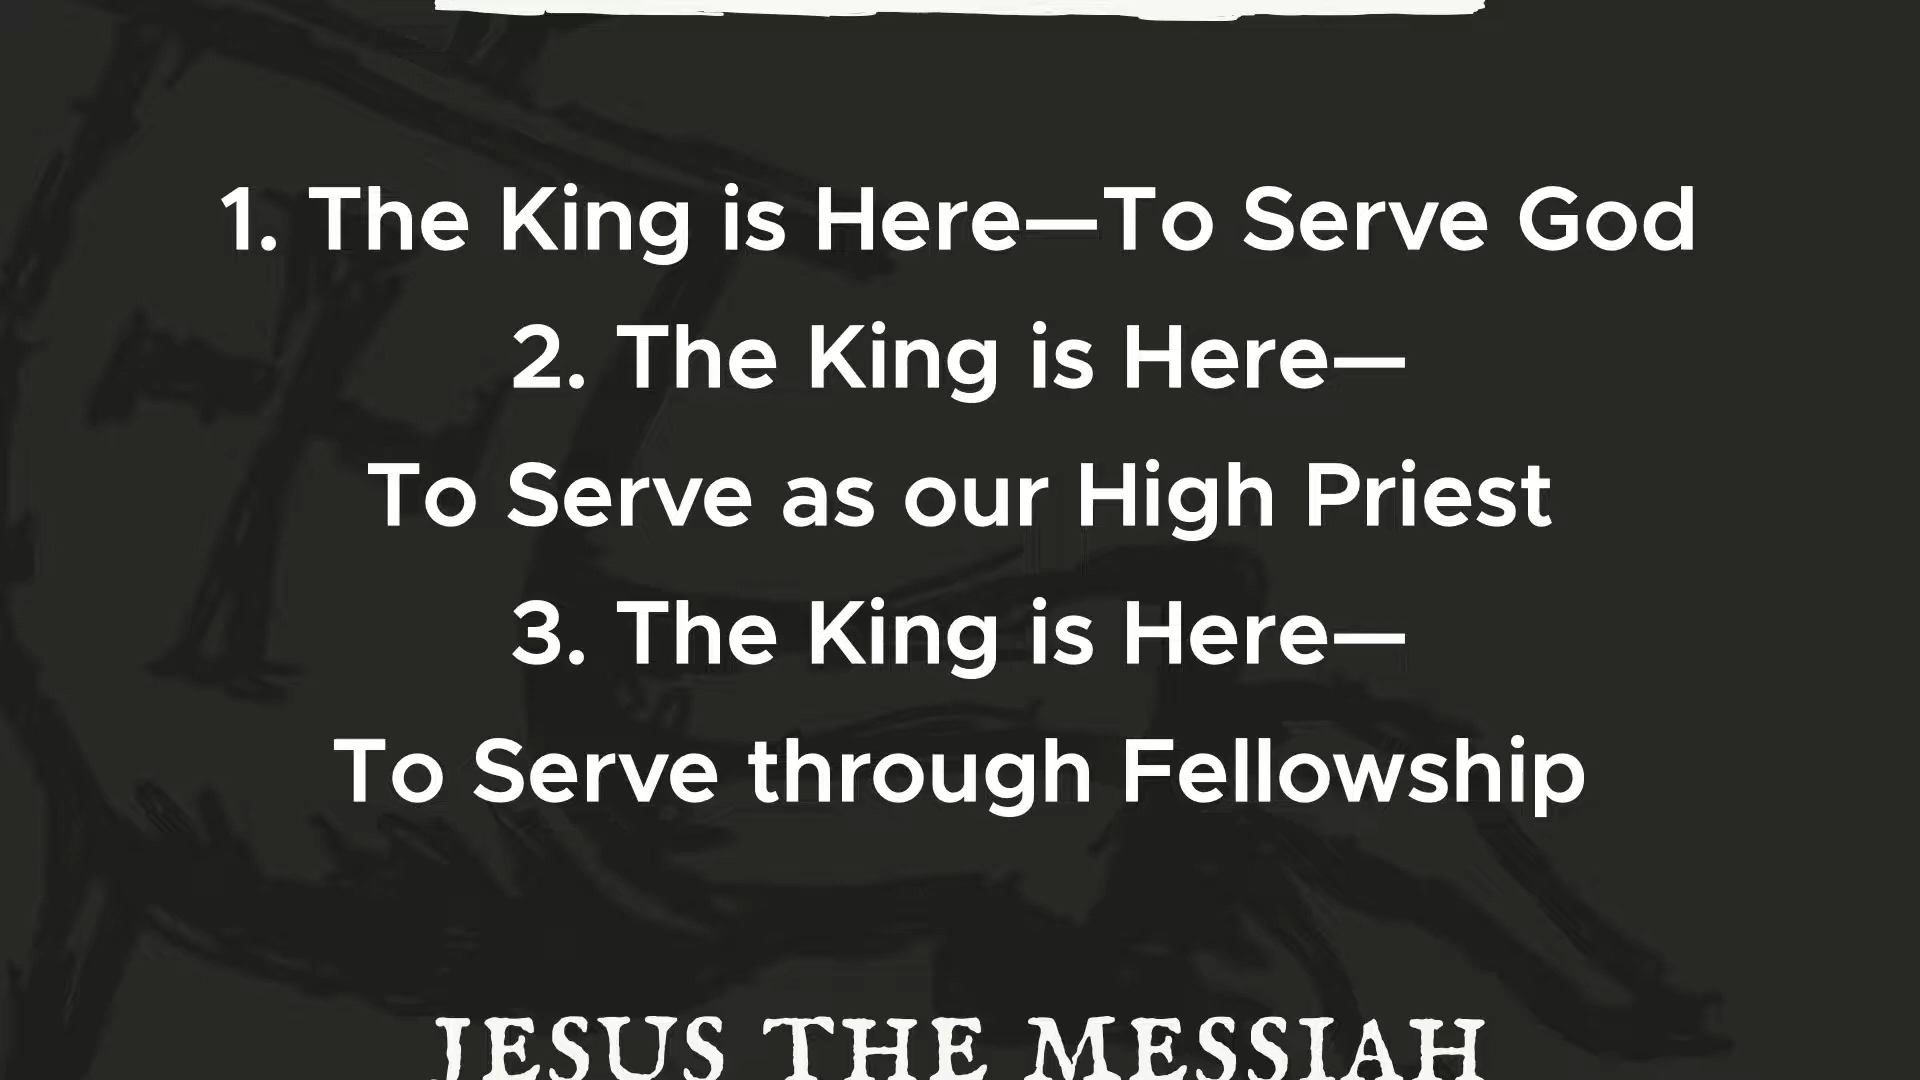 1. The King is Here—To Serve God
2. The King is Here—
To Serve as our High Priest
3. The King is Here—
To Serve through Fellowship
JESUS THE MESSIAH